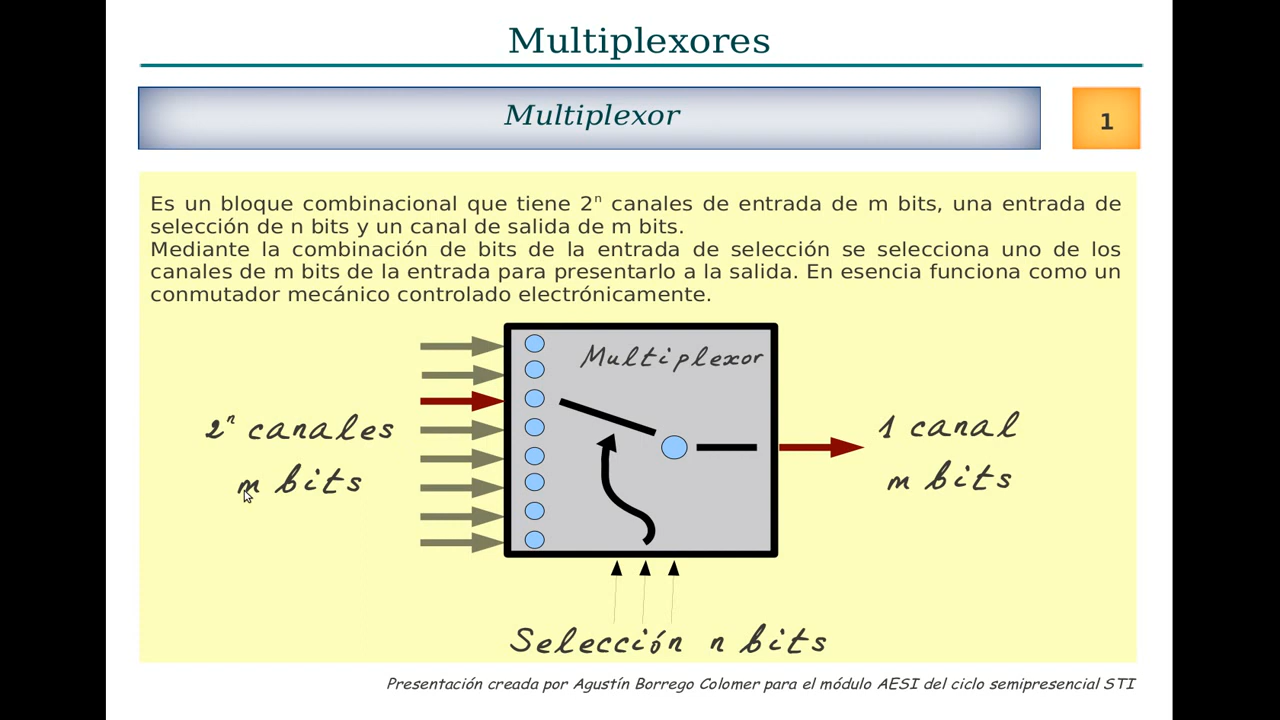 Multiplexores
Multiplexor
1
Es un bloque combinacional que tiene 2ⁿ canales de entrada de m bits, una entrada de
selección de n bits y un canal de salida de m bits.
Mediante la combinación de bits de la entrada de selección se selecciona uno de los
canales de m bits de la entrada para presentarlo a la salida. En esencia funciona como un
conmutador mecánico controlado electrónicamente.
Multiplexor
2ⁿ canales
m bits
1 canal
m bits
Selección n bits
Presentación creada por Agustín Borrego Colomer para el módulo AESI del ciclo semipresencial STI